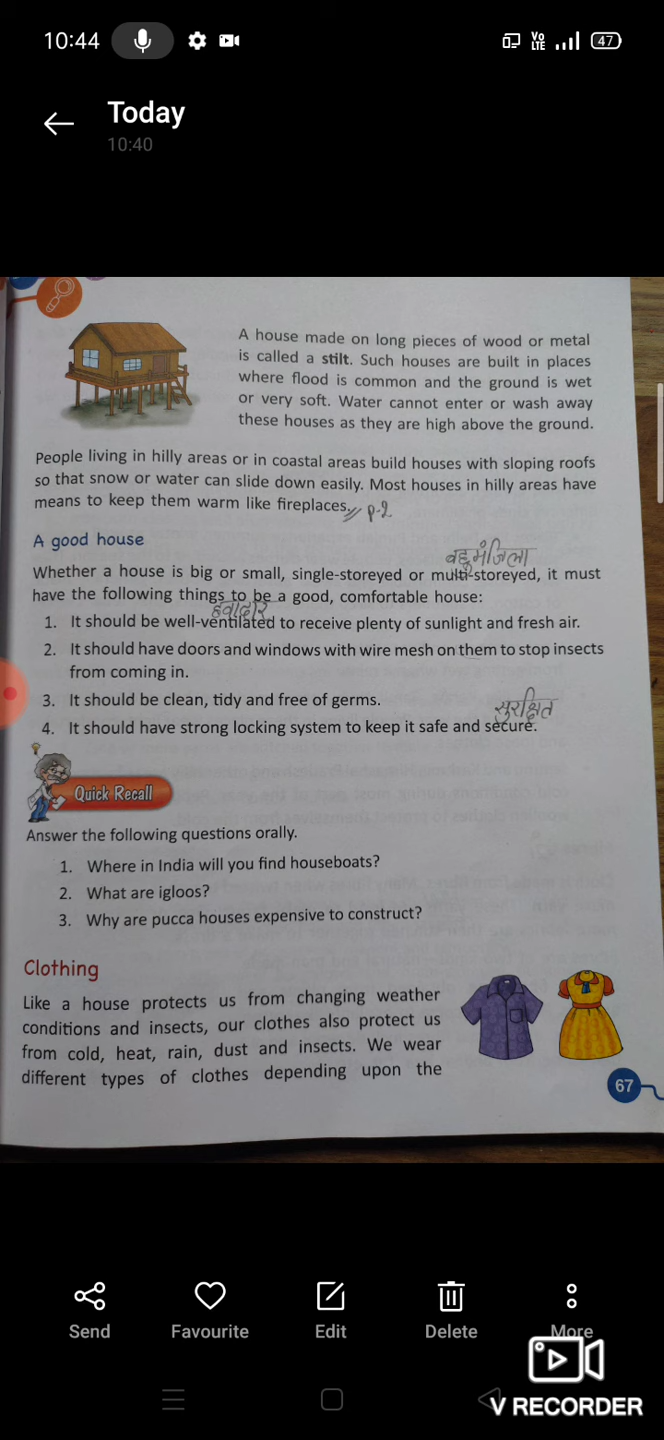 10:44
Vo
LTE
47
Today
10:40
A house made on long pieces of wood or metal
is called a stilt. Such houses are built in places
where flood is common and the ground is wet
or very soft. Water cannot enter or wash away
these houses as they are high above the ground.
People living in hilly areas or in coastal areas build houses with sloping roofs
so that snow or water can slide down easily. Most houses in hilly areas have
means to keep them warm like fireplaces. P-2
A good house
बहुमंजिला
Whether a house is big or small, single-storeyed or multi-storeyed, it must
have the following things to be a good, comfortable house:
हवादार
1. It should be well-ventilated to receive plenty of sunlight and fresh air.
2. It should have doors and windows with wire mesh on them to stop insects
from coming in.
3. It should be clean, tidy and free of germs.
सुरक्षित
4. It should have strong locking system to keep it safe and secure.
Quick Recall
Answer the following questions orally.
1. Where in India will you find houseboats?
2. What are igloos?
3. Why are pucca houses expensive to construct?
Clothing
Like a house protects us from changing weather
conditions and insects, our clothes also protect us
from cold, heat, rain, dust and insects. We wear
different types of clothes depending upon the
67
Send Favourite Edit Delete More
V RECORDER